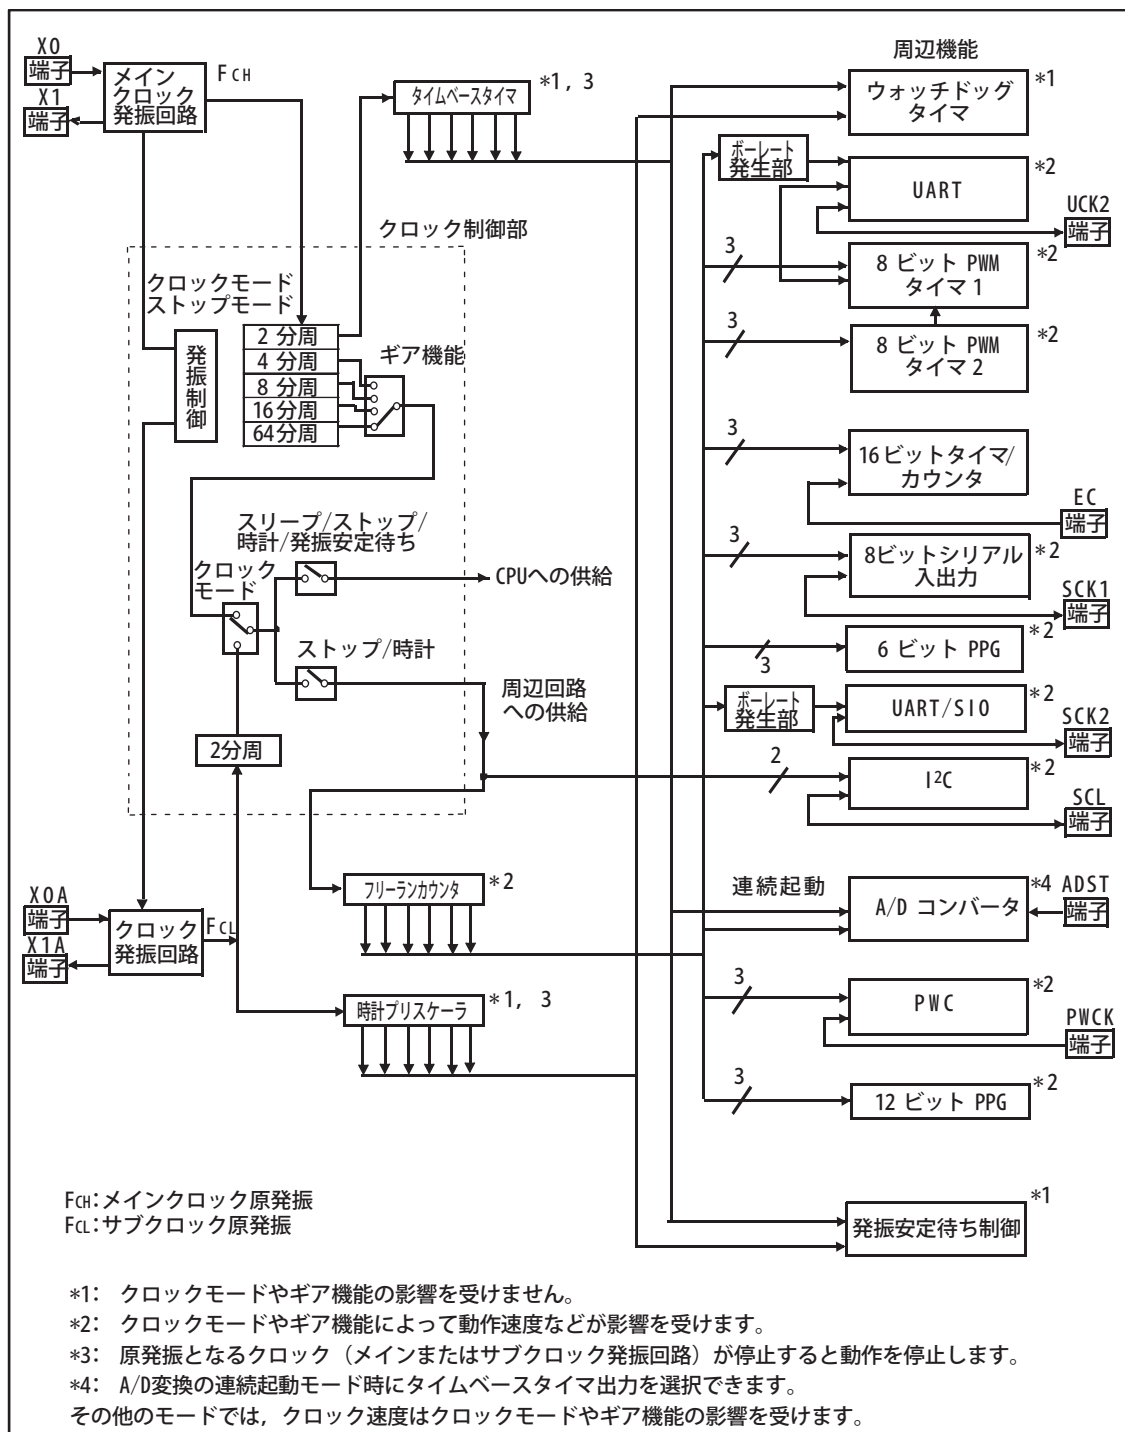 X0
端子
X1
端子
メイン
クロック
発振回路
FCH
タイムベースタイマ
*1, 3
周辺機能
ウォッチドッグ
タイマ
*1
ボーレート
発生部
UART
*2
UCK2
端子
クロック制御部
3
8 ビット PWM
タイマ 1
*2
クロックモード
ストップモード
発振制御
2 分周
4 分周
8 分周
16分周
64分周
ギア機能
3
8 ビット PWM
タイマ 2
*2
3
16ビットタイマ/
カウンタ
EC
端子
スリープ/ストップ/
時計/発振安定待ち
クロック
モード
CPUへの供給
3
8ビットシリアル
入出力
*2
SCK1
端子
ストップ/時計
3
6 ビット PPG
*2
周辺回路
への供給
ボーレート
発生部
UART/SIO
*2
SCK2
端子
2分周
2
I²C
*2
SCL
端子
フリーランカウンタ
*2
連続起動
A/D コンバータ
*4
ADST
端子
X0A
端子
X1A
端子
クロック
発振回路
FCL
時計プリスケーラ
*1, 3
3
PWC
*2
PWCK
端子
3
12 ビット PPG
*2
発振安定待ち制御
*1
FCH:メインクロック原発振
FCL:サブクロック原発振
*1: クロックモードやギア機能の影響を受けません。
*2: クロックモードやギア機能によって動作速度などが影響を受けます。
*3: 原発振となるクロック（メインまたはサブクロック発振回路）が停止すると動作を停止します。
*4: A/D変換の連続起動モード時にタイムベースタイマ出力を選択できます。
その他のモードでは，クロック速度はクロックモードやギア機能の影響を受けます。